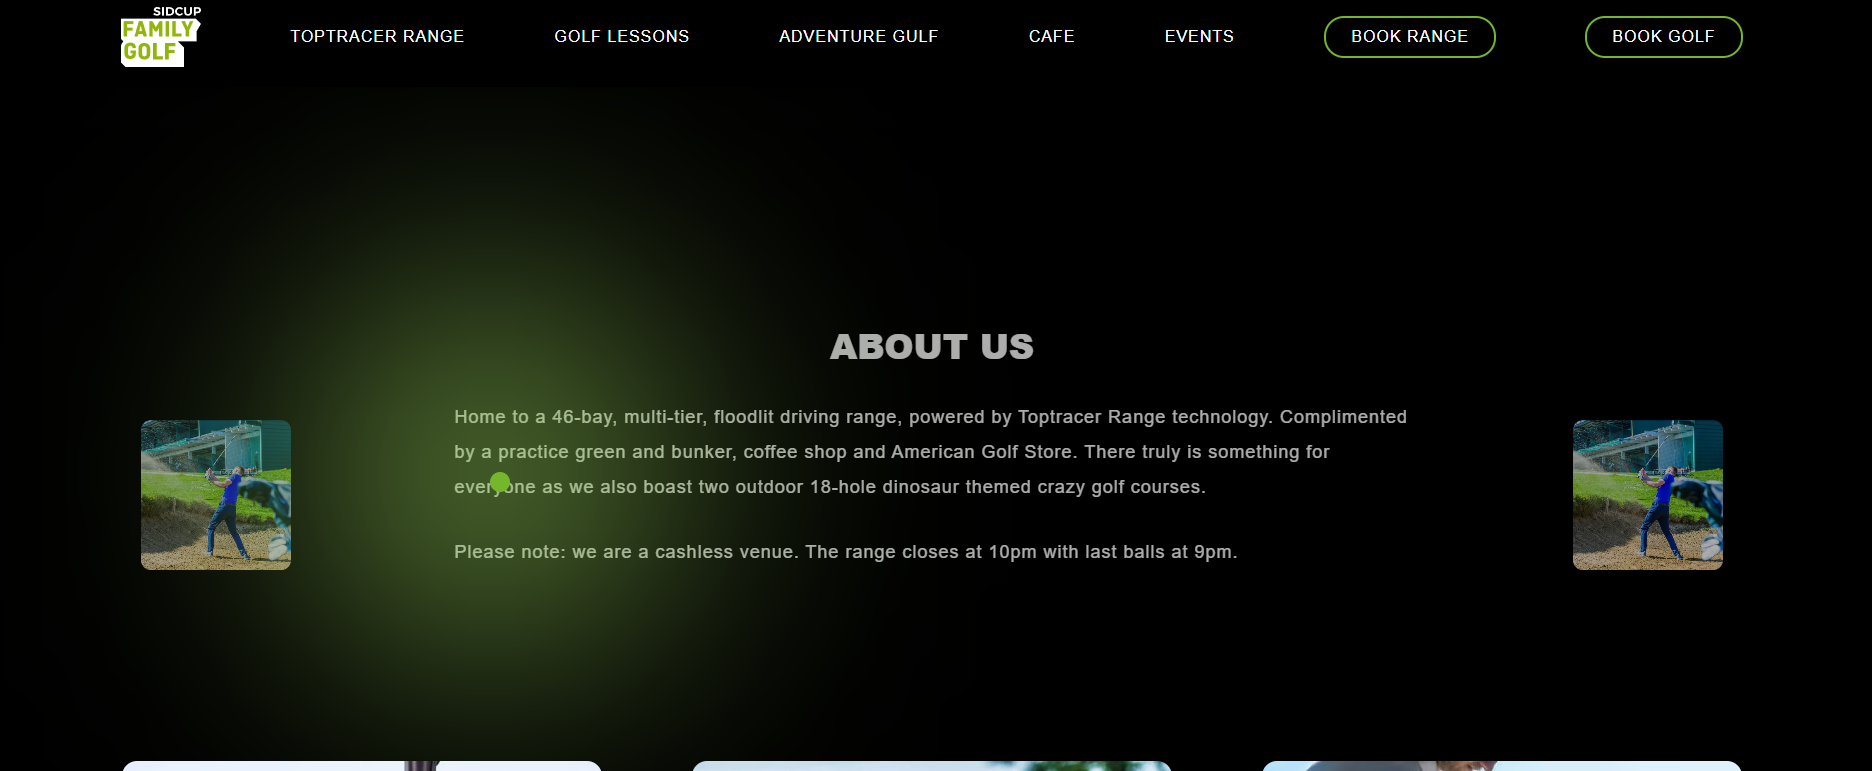 SIDCUP
FAMILY
GOLF
TOPTRACER RANGE
GOLF LESSONS
ADVENTURE GULF
CAFE
EVENTS
BOOK RANGE
BOOK GOLF
ABOUT US
Home to a 46-bay, multi-tier, floodlit driving range, powered by Toptracer Range technology. Complimented
by a practice green and bunker, coffee shop and American Golf Store. There truly is something for
everyone as we also boast two outdoor 18-hole dinosaur themed crazy golf courses.
Please note: we are a cashless venue. The range closes at 10pm with last balls at 9pm.